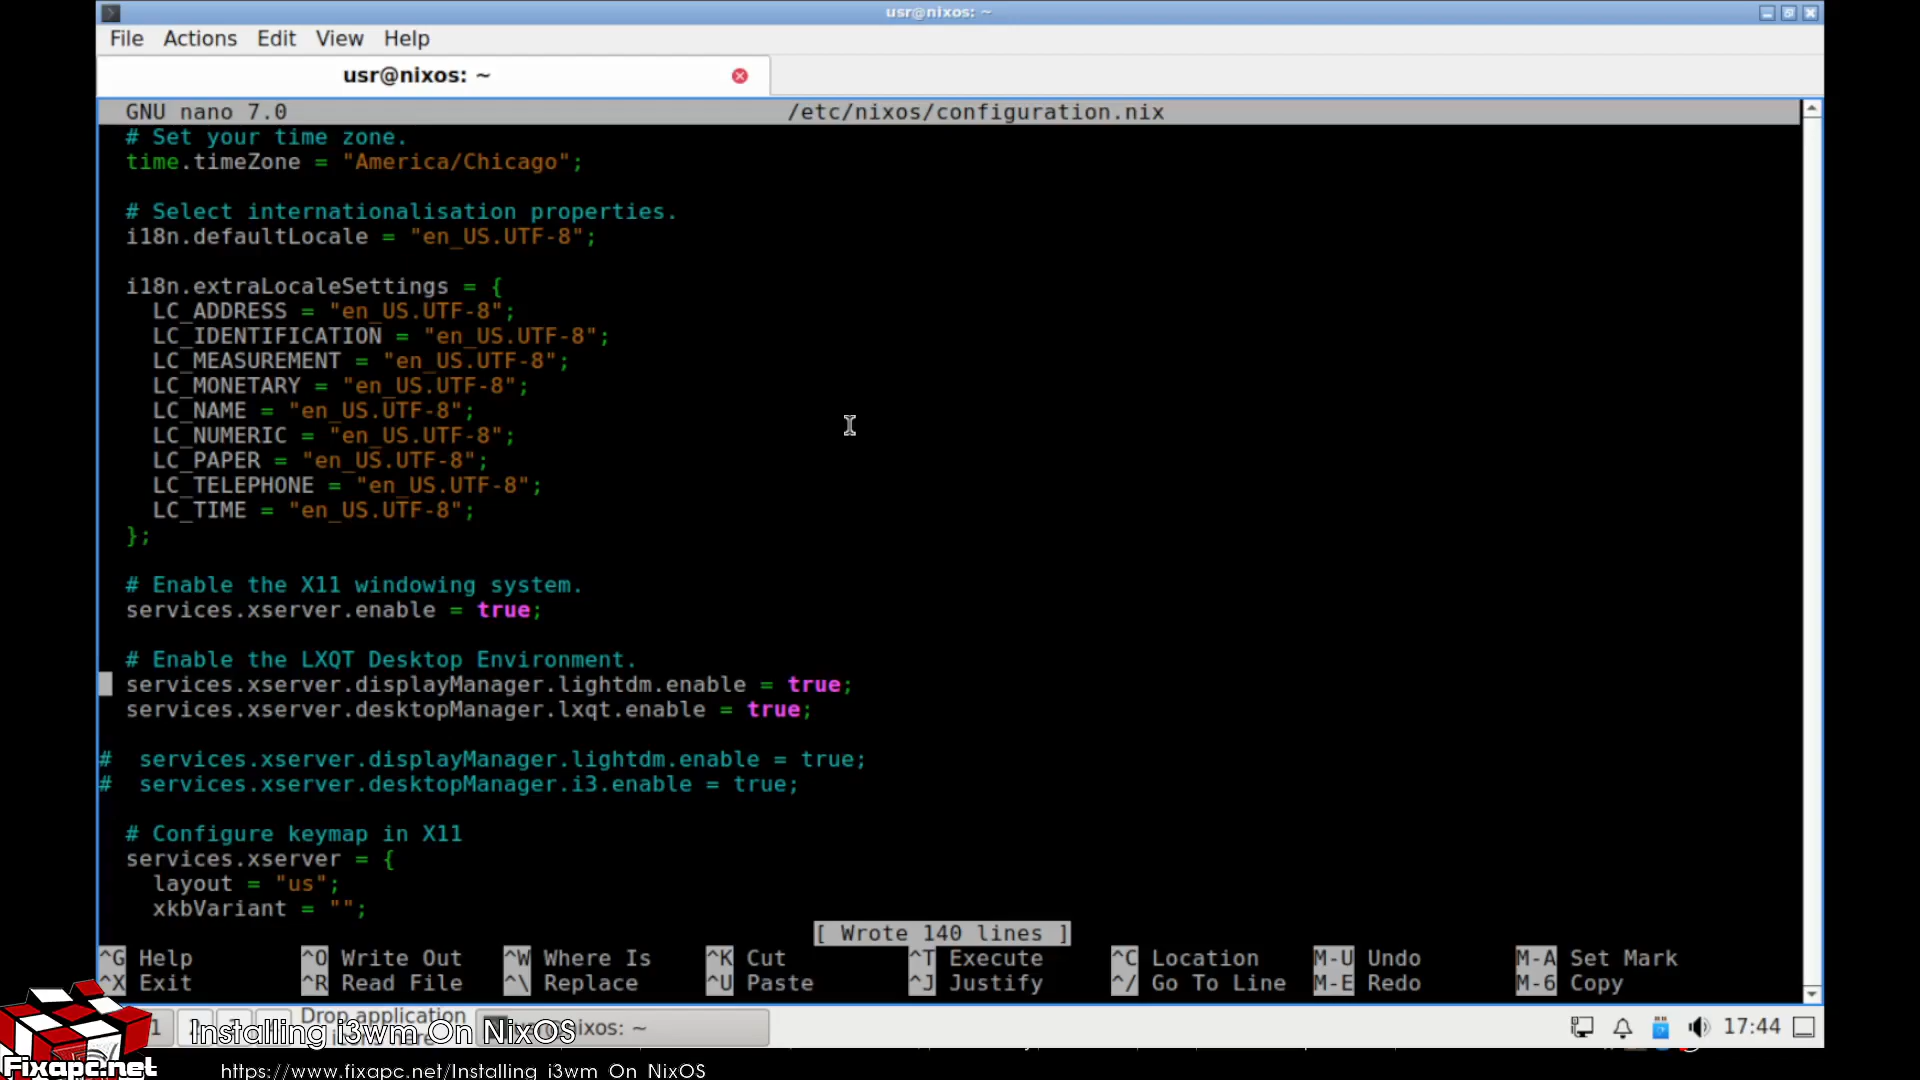 usr@nixos: ~
File Actions Edit View Help
usr@nixos: ~
GNU nano 7.0 /etc/nixos/configuration.nix
# Set your time zone.
time.timeZone = "America/Chicago";
# Select internationalisation properties.
i18n.defaultLocale = "en_US.UTF-8";
i18n.extraLocaleSettings = {
LC_ADDRESS = "en_US.UTF-8";
LC_IDENTIFICATION = "en_US.UTF-8";
LC_MEASUREMENT = "en_US.UTF-8";
LC_MONETARY = "en_US.UTF-8";
LC_NAME = "en_US.UTF-8";
LC_NUMERIC = "en_US.UTF-8";
LC_PAPER = "en_US.UTF-8";
LC_TELEPHONE = "en_US.UTF-8";
LC_TIME = "en_US.UTF-8";
};
# Enable the X11 windowing system.
services.xserver.enable = true;
# Enable the LXQT Desktop Environment.
services.xserver.displayManager.lightdm.enable = true;
services.xserver.desktopManager.lxqt.enable = true;
#  services.xserver.displayManager.lightdm.enable = true;
#  services.xserver.desktopManager.i3.enable = true;
# Configure keymap in X11
services.xserver = {
layout = "us";
xkbVariant = "";
[ Wrote 140 lines ]
^G Help ^O Write Out ^W Where Is ^K Cut ^T Execute ^C Location M-U Undo M-A Set Mark
^X Exit ^R Read File ^\ Replace ^U Paste ^J Justify ^/ Go To Line M-E Redo M-6 Copy
1 Drop application nixos: ~ 17:44
Installing i3wm On NixOS
Fixapc.net
https://www.fixapc.net/Installing_i3wm_On_NixOS